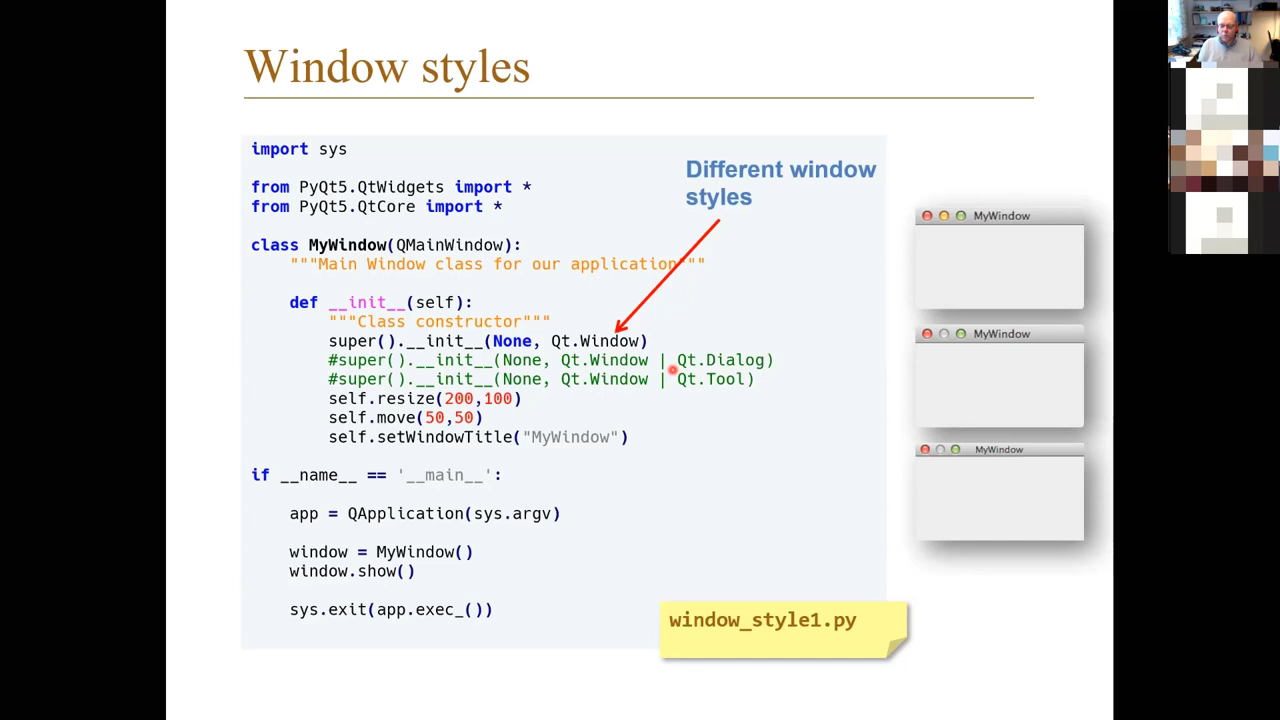 Window styles
import sys
from PyQt5.QtWidgets import *
from PyQt5.QtCore import *
class MyWindow(QMainWindow):
"""Main Window class for our application"""
def __init__(self):
"""Class constructor"""
super().__init__(None, Qt.Window)
#super().__init__(None, Qt.Window | Qt.Dialog)
#super().__init__(None, Qt.Window | Qt.Tool)
self.resize(200,100)
self.move(50,50)
self.setWindowTitle("MyWindow")
if __name__ == '__main__':
app = QApplication(sys.argv)
window = MyWindow()
window.show()
sys.exit(app.exec_())
Different window
styles
MyWindow
MyWindow
MyWindow
window_style1.py